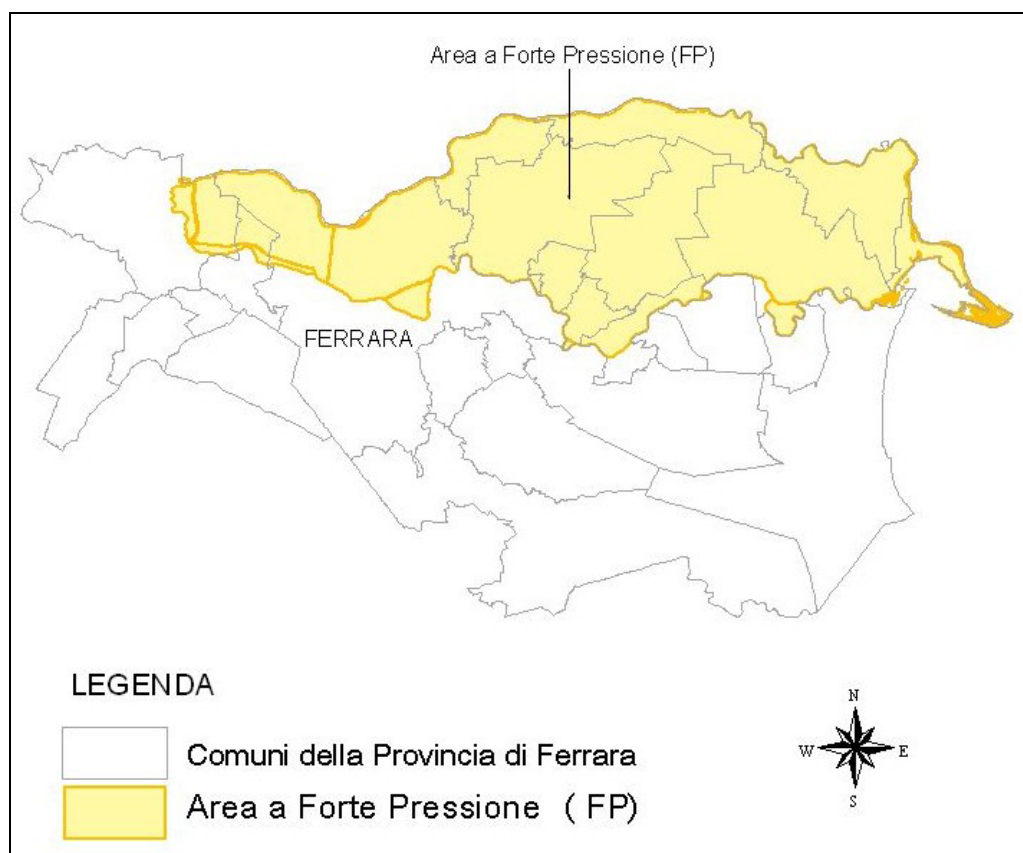 Area a Forte Pressione (FP)
FERRARA
LEGENDA
Comuni della Provincia di Ferrara
Area a Forte Pressione ( FP)
N
W E
S